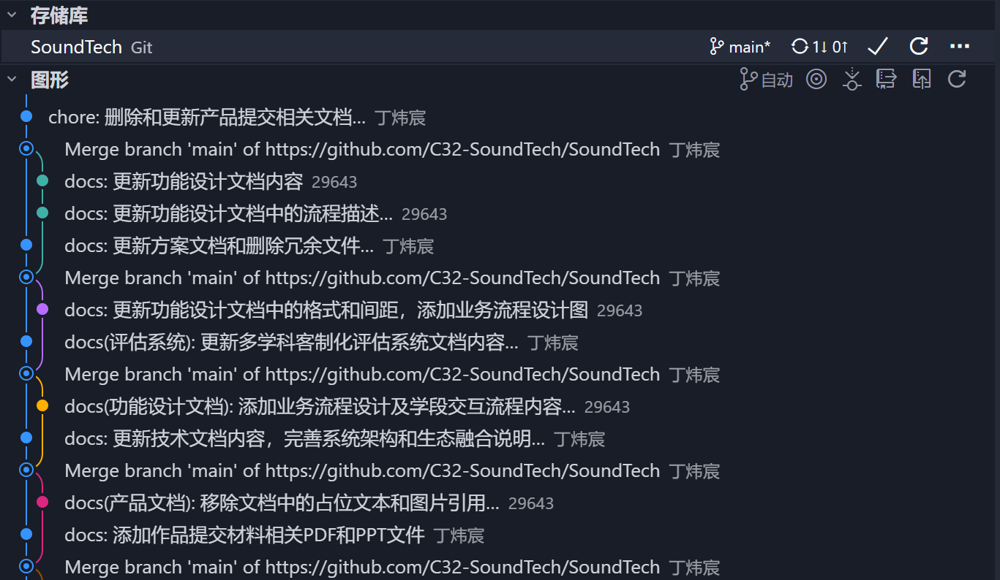 存储库
SoundTech Git main* 1↓ 0↑
图形 自动
chore: 删除和更新产品提交相关文档... 丁炜宸
Merge branch 'main' of https://github.com/C32-SoundTech/SoundTech 丁炜宸
docs: 更新功能设计文档内容 29643
docs: 更新功能设计文档中的流程描述... 29643
docs: 更新方案文档和删除冗余文件... 丁炜宸
Merge branch 'main' of https://github.com/C32-SoundTech/SoundTech 丁炜宸
docs: 更新功能设计文档中的格式和间距，添加业务流程设计图 29643
docs(评估系统): 更新多学科客制化评估系统文档内容... 丁炜宸
Merge branch 'main' of https://github.com/C32-SoundTech/SoundTech 丁炜宸
docs(功能设计文档): 添加业务流程设计及学段交互流程内容... 29643
docs: 更新技术文档内容，完善系统架构和生态融合说明... 丁炜宸
Merge branch 'main' of https://github.com/C32-SoundTech/SoundTech 丁炜宸
docs(产品文档): 移除文档中的占位文本和图片引用... 29643
docs: 添加作品提交材料相关PDF和PPT文件 丁炜宸
Merge branch 'main' of https://github.com/C32-SoundTech/SoundTech 丁炜宸